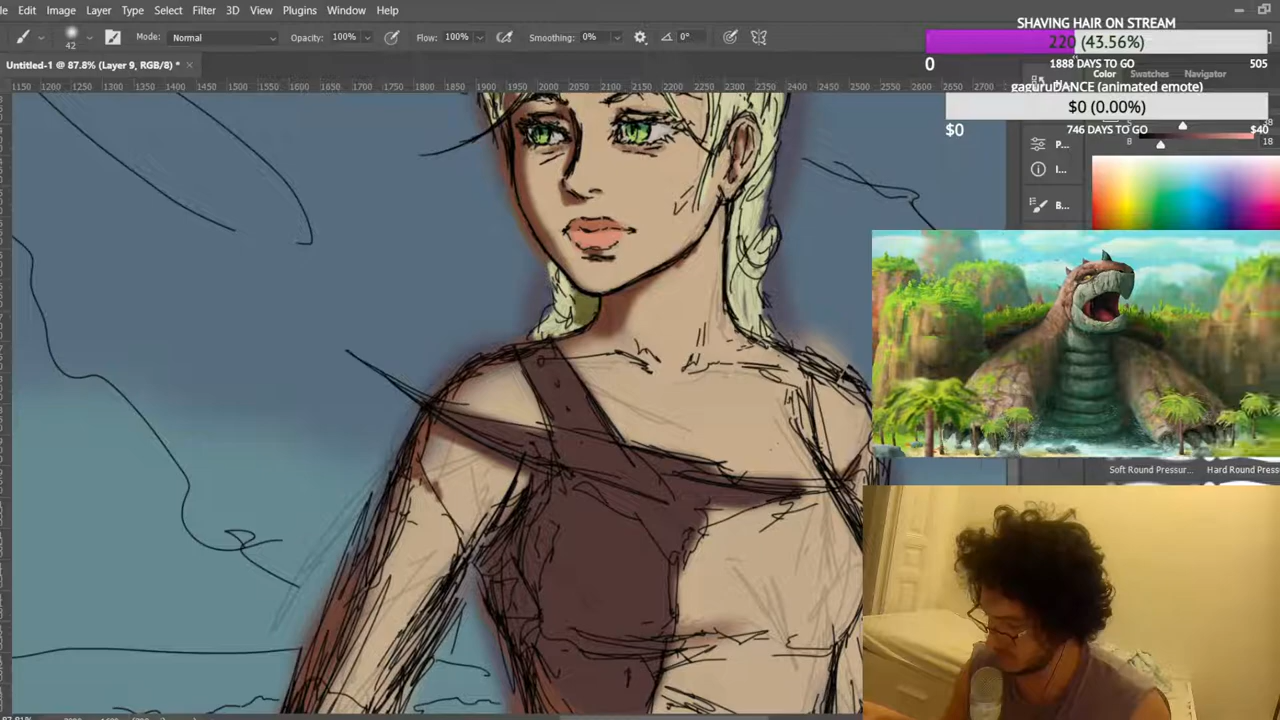 le Edit Image Layer Type Select Filter 3D View Plugins Window Help
42 Mode: Normal Opacity: 100% Flow: 100% Smoothing: 0% 0°
Untitled-1 @ 87.8% (Layer 9, RGB/8) * ×
1150 1200 1250 1300 1350 1400 1450 1500 1550 1600 1650 1700 1750 1800 1850 1900 1950 2000 2050 2100 2150 2200 2250 2300 2350 2400 2450 2500 2550 2600
SHAVING HAIR ON STREAM
220 (43.56%)
0 1888 DAYS TO GO 505
Color Swatches Navigator
gaguruDANCE (animated emote)
$0 (0.00%)
$0 746 DAYS TO GO $40
B 18
P...
I...
B...
Soft Round Pressur... Hard Round Press